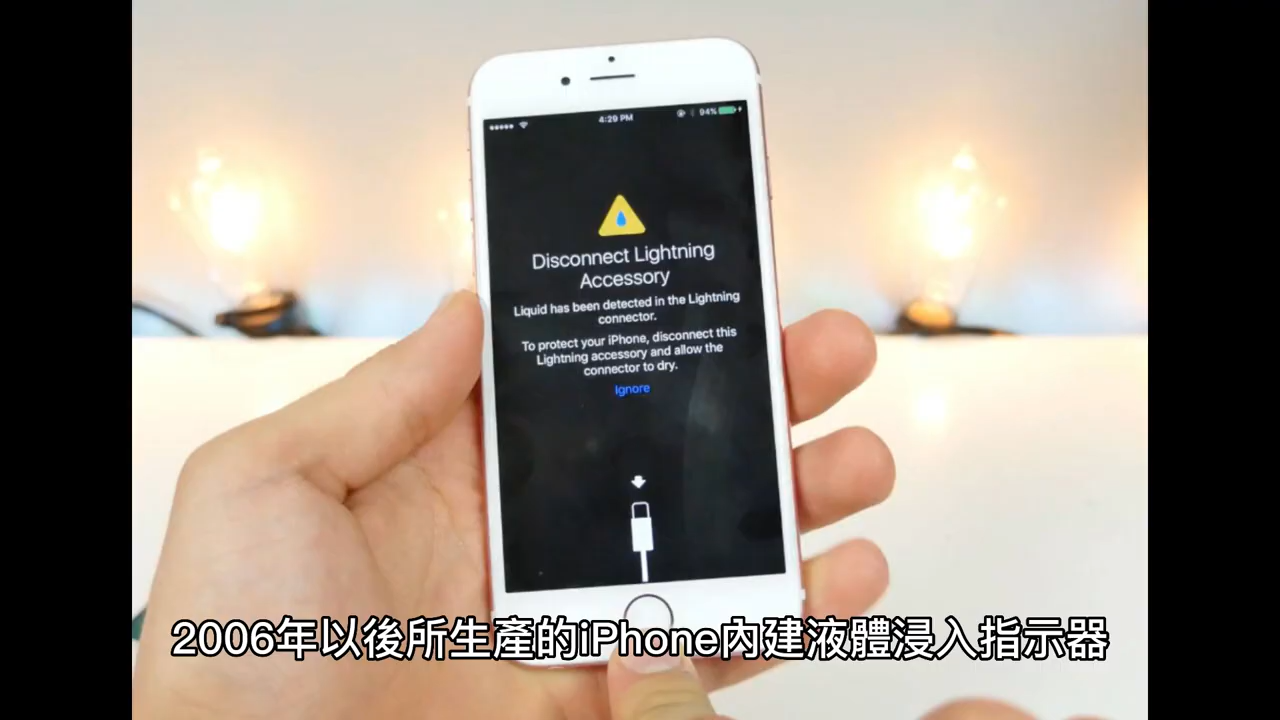 4:29 PM
94%
Disconnect Lightning
Accessory
Liquid has been detected in the Lightning
connector.
To protect your iPhone, disconnect this
Lightning accessory and allow the
connector to dry.
Ignore
2006年以後所生產的iPhone內建液體浸入指示器